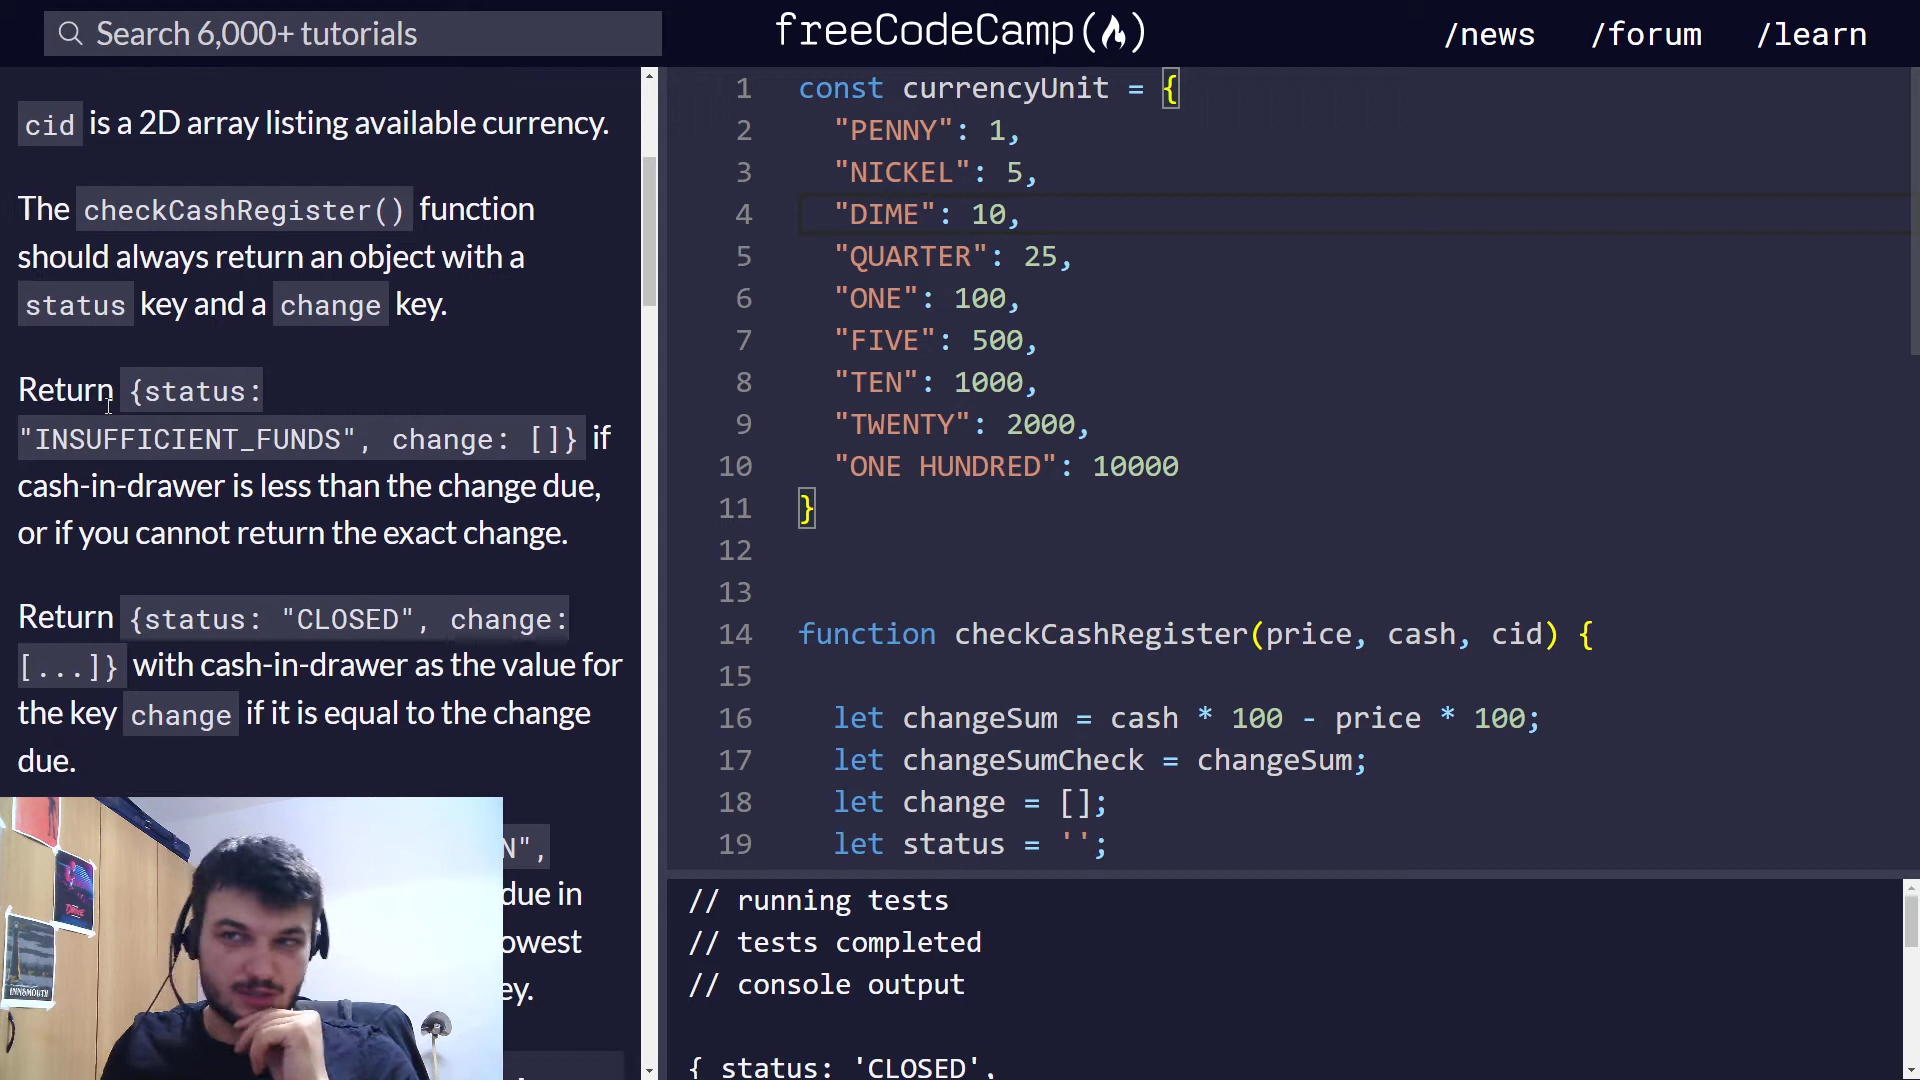 Search 6,000+ tutorials
freeCodeCamp
/news
/forum
/learn
cid is a 2D array listing available currency.
The checkCashRegister() function
should always return an object with a
status key and a change key.
Return {status:
"INSUFFICIENT_FUNDS", change: []} if
cash-in-drawer is less than the change due,
or if you cannot return the exact change.
Return {status: "CLOSED", change:
[...]} with cash-in-drawer as the value for
the key change if it is equal to the change
due.
N",
due in
owest
ey.
1 const currencyUnit = {
2 "PENNY": 1,
3 "NICKEL": 5,
4 "DIME": 10,
5 "QUARTER": 25,
6 "ONE": 100,
7 "FIVE": 500,
8 "TEN": 1000,
9 "TWENTY": 2000,
10 "ONE HUNDRED": 10000
11 }
12
13
14 function checkCashRegister(price, cash, cid) {
15
16 let changeSum = cash * 100 - price * 100;
17 let changeSumCheck = changeSum;
18 let change = [];
19 let status = '';
// running tests
// tests completed
// console output
{ status: 'CLOSED',
INNSMOUTH